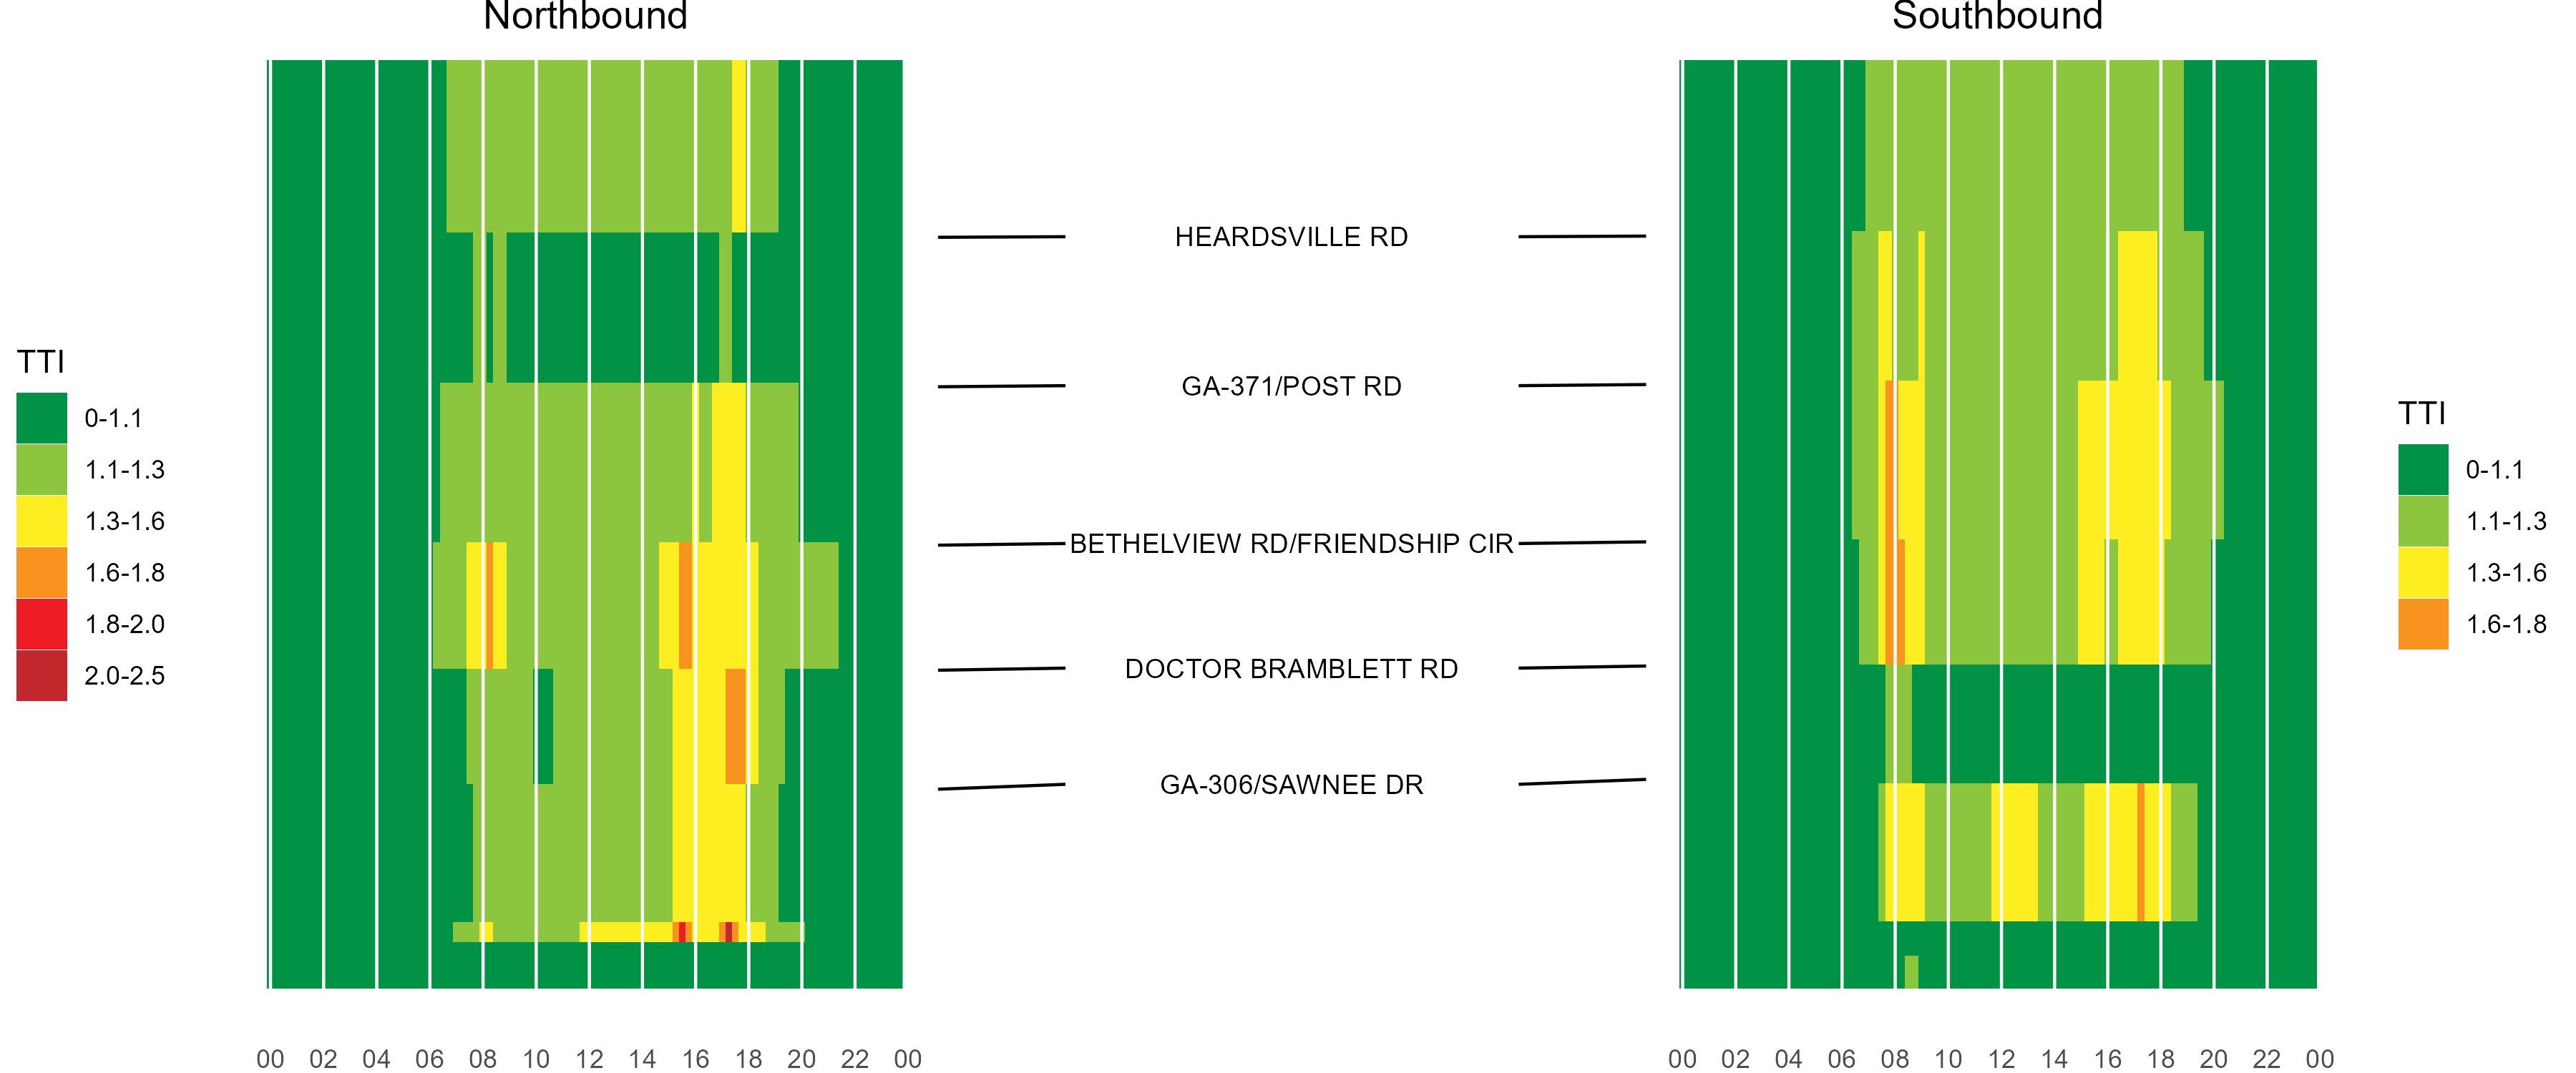 Northbound
Southbound
HEARDSVILLE RD
GA-371/POST RD
BETHELVIEW RD/FRIENDSHIP CIR
DOCTOR BRAMBLETT RD
GA-306/SAWNEE DR
TTI
0-1.1
1.1-1.3
1.3-1.6
1.6-1.8
1.8-2.0
2.0-2.5
TTI
0-1.1
1.1-1.3
1.3-1.6
1.6-1.8
00 02 04 06 08 10 12 14 16 18 20 22 00
00 02 04 06 08 10 12 14 16 18 20 22 00